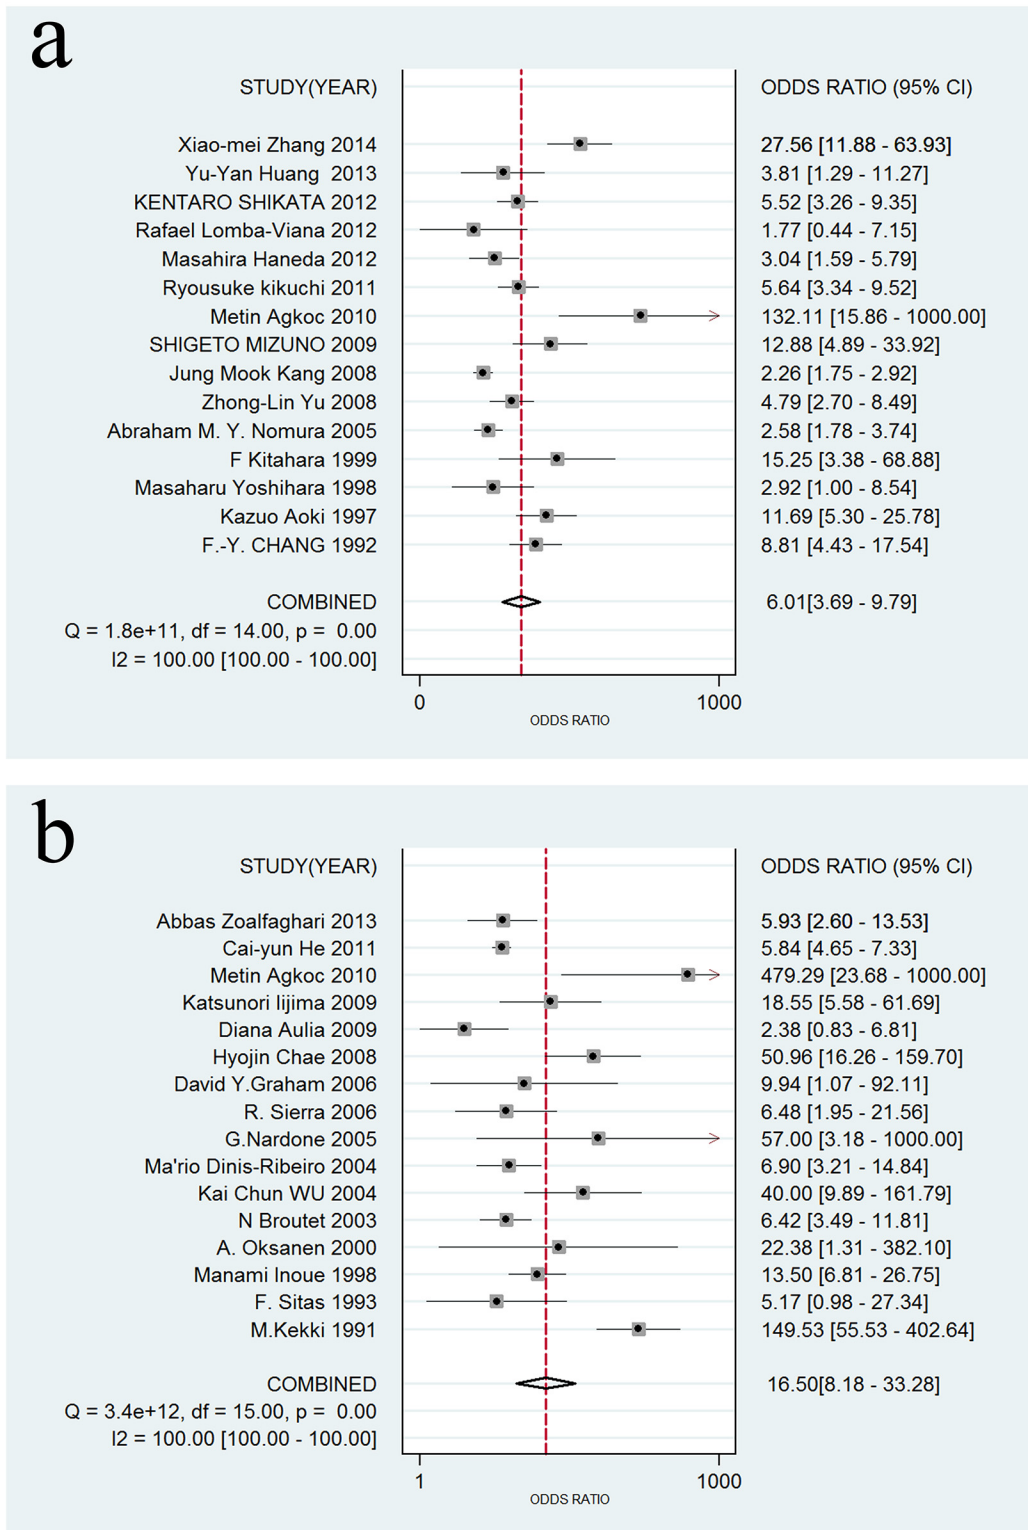 a
STUDY(YEAR) ODDS RATIO (95% CI)
Xiao-mei Zhang 2014 27.56 [11.88 - 63.93]
Yu-Yan Huang 2013 3.81 [1.29 - 11.27]
KENTARO SHIKATA 2012 5.52 [3.26 - 9.35]
Rafael Lomba-Viana 2012 1.77 [0.44 - 7.15]
Masahira Haneda 2012 3.04 [1.59 - 5.79]
Ryousuke kikuchi 2011 5.64 [3.34 - 9.52]
Metin Agkoc 2010 132.11 [15.86 - 1000.00]
SHIGETO MIZUNO 2009 12.88 [4.89 - 33.92]
Jung Mook Kang 2008 2.26 [1.75 - 2.92]
Zhong-Lin Yu 2008 4.79 [2.70 - 8.49]
Abraham M. Y. Nomura 2005 2.58 [1.78 - 3.74]
F Kitahara 1999 15.25 [3.38 - 68.88]
Masaharu Yoshihara 1998 2.92 [1.00 - 8.54]
Kazuo Aoki 1997 11.69 [5.30 - 25.78]
F.-Y. CHANG 1992 8.81 [4.43 - 17.54]
COMBINED 6.01[3.69 - 9.79]
Q = 1.8e+11, df = 14.00, p = 0.00
I2 = 100.00 [100.00 - 100.00]
0 1000
ODDS RATIO
b
STUDY(YEAR) ODDS RATIO (95% CI)
Abbas Zoalfaghari 2013 5.93 [2.60 - 13.53]
Cai-yun He 2011 5.84 [4.65 - 7.33]
Metin Agkoc 2010 479.29 [23.68 - 1000.00]
Katsunori Iijima 2009 18.55 [5.58 - 61.69]
Diana Aulia 2009 2.38 [0.83 - 6.81]
Hyojin Chae 2008 50.96 [16.26 - 159.70]
David Y.Graham 2006 9.94 [1.07 - 92.11]
R. Sierra 2006 6.48 [1.95 - 21.56]
G.Nardone 2005 57.00 [3.18 - 1000.00]
Ma'rio Dinis-Ribeiro 2004 6.90 [3.21 - 14.84]
Kai Chun WU 2004 40.00 [9.89 - 161.79]
N Broutet 2003 6.42 [3.49 - 11.81]
A. Oksanen 2000 22.38 [1.31 - 382.10]
Manami Inoue 1998 13.50 [6.81 - 26.75]
F. Sitas 1993 5.17 [0.98 - 27.34]
M.Kekki 1991 149.53 [55.53 - 402.64]
COMBINED 16.50[8.18 - 33.28]
Q = 3.4e+12, df = 15.00, p = 0.00
I2 = 100.00 [100.00 - 100.00]
1 1000
ODDS RATIO